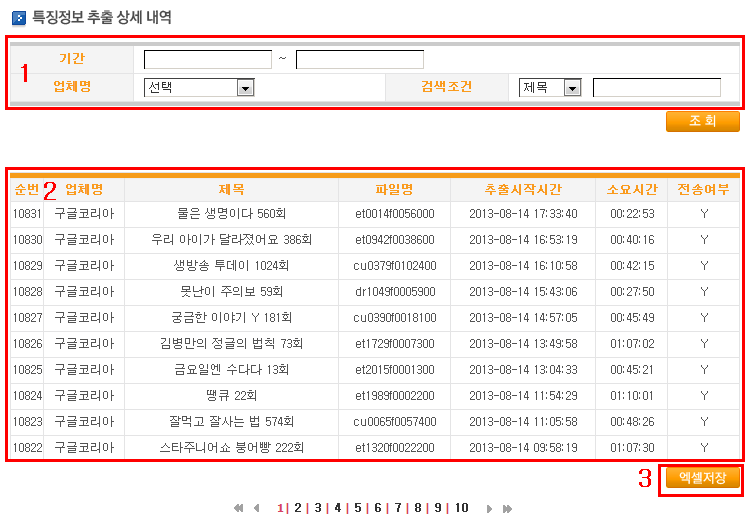 특징정보 추출 상세 내역
1
기간 ~
업체명 선택 검색조건 제목
조 회
2
순번 업체명 제목 파일명 추출시작시간 소요시간 전송여부
10831 구글코리아 물은 생명이다 560회 et0014f0056000 2013-08-14 17:33:40 00:22:53 Y
10830 구글코리아 우리 아이가 달라졌어요 386회 et0942f0038600 2013-08-14 16:53:19 00:40:16 Y
10829 구글코리아 생방송 투데이 1024회 cu0379f0102400 2013-08-14 16:10:58 00:42:15 Y
10828 구글코리아 못난이 주의보 59회 dr1049f0005900 2013-08-14 15:43:06 00:27:50 Y
10827 구글코리아 궁금한 이야기 Y 181회 cu0390f0018100 2013-08-14 14:57:05 00:45:49 Y
10826 구글코리아 김병만의 정글의 법칙 73회 et1729f0007300 2013-08-14 13:49:58 01:07:02 Y
10825 구글코리아 금요일엔 수다다 13회 et2015f0001300 2013-08-14 13:04:33 00:45:21 Y
10824 구글코리아 땡큐 22회 et1989f0002200 2013-08-14 11:54:29 01:10:01 Y
10823 구글코리아 잘먹고 잘사는 법 574회 cu0065f0057400 2013-08-14 11:05:58 00:48:26 Y
10822 구글코리아 스타주니어쇼 붕어빵 222회 et1320f0022200 2013-08-14 09:58:19 01:07:30 Y
3 엑셀저장
1 | 2 | 3 | 4 | 5 | 6 | 7 | 8 | 9 | 10